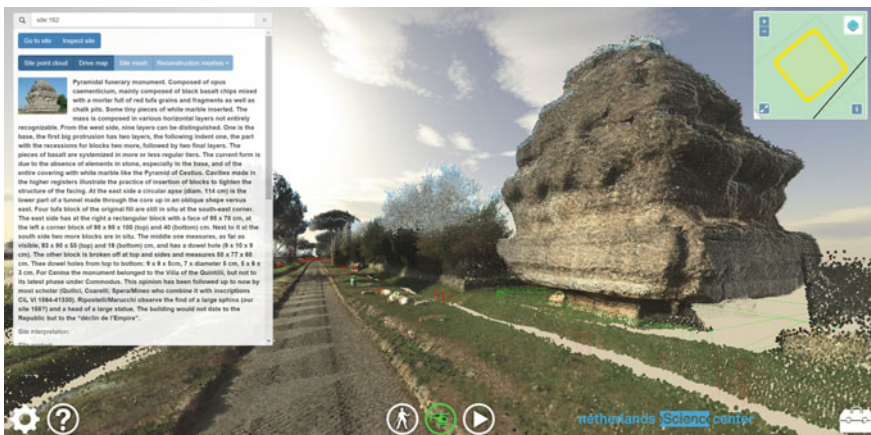 site:162
Go to site Inspect site
Site point cloud Drive map Site mesh Reconstruction meshes
Pyramidal funerary monument. Composed of opus
caementicium, mainly composed of black basalt chips mixed
with a mortar full of red tufa grains and fragments as well as
chalk pits. Some tiny pieces of white marble inserted. The
mass is composed in various horizontal layers not entirely
recognizable. From the west side, nine layers can be distinguished. One is the
base, the first big protrusion has two layers, the following indent one, the part
with the recessions for blocks two more, followed by two final layers. The
pieces of basalt are systemized in more or less regular tiers. The current form is
due to the absence of elements in stone, especially in the base, and of the
entire covering with white marble like the Pyramid of Cestius. Cavities made in
the higher registers illustrate the practice of insertion of blocks to tighten the
structure of the facing. At the east side a circular apse (diam. 114 cm) is the
lower part of a tunnel made through the core up in an oblique shape versus
east. Four tufa block of the original fill are still in situ at the south-east corner.
The east side has at the right a rectangular block with a face of 95 x 78 cm, at
the left a corner block of 90 x 90 x 100 (top) and 40 (bottom) cm. Next to it at the
south side two more blocks are in situ. The middle one measures, as far as
visible, 93 x 90 x 55 (top) and 18 (bottom) cm, and has a dowel hole (9 x 10 x 9
cm). The other block is broken off at top and sides and measures 88 x 77 x 60
cm. Thee dowel holes from top to bottom: 9 x 9 x 5cm, 7 x diameter 5 cm, 5 x 6 x
3 cm. For Canina the monument belonged to the Villa of the Quintilii, but not to
its latest phase under Commodus. This opinion has been followed up to now by
most scholar (Quilici, Coarelli; Spera/Mineo who combine it with inscriptions
CIL VI 1564-41330). Ripostelli/Marucchi observe the find of a large sphinx (our
site 158?) and a head of a large statue. The building would not date to the
Republic but to the "déclin de l'Empire".
Site interpretation:
netherlands eScience center